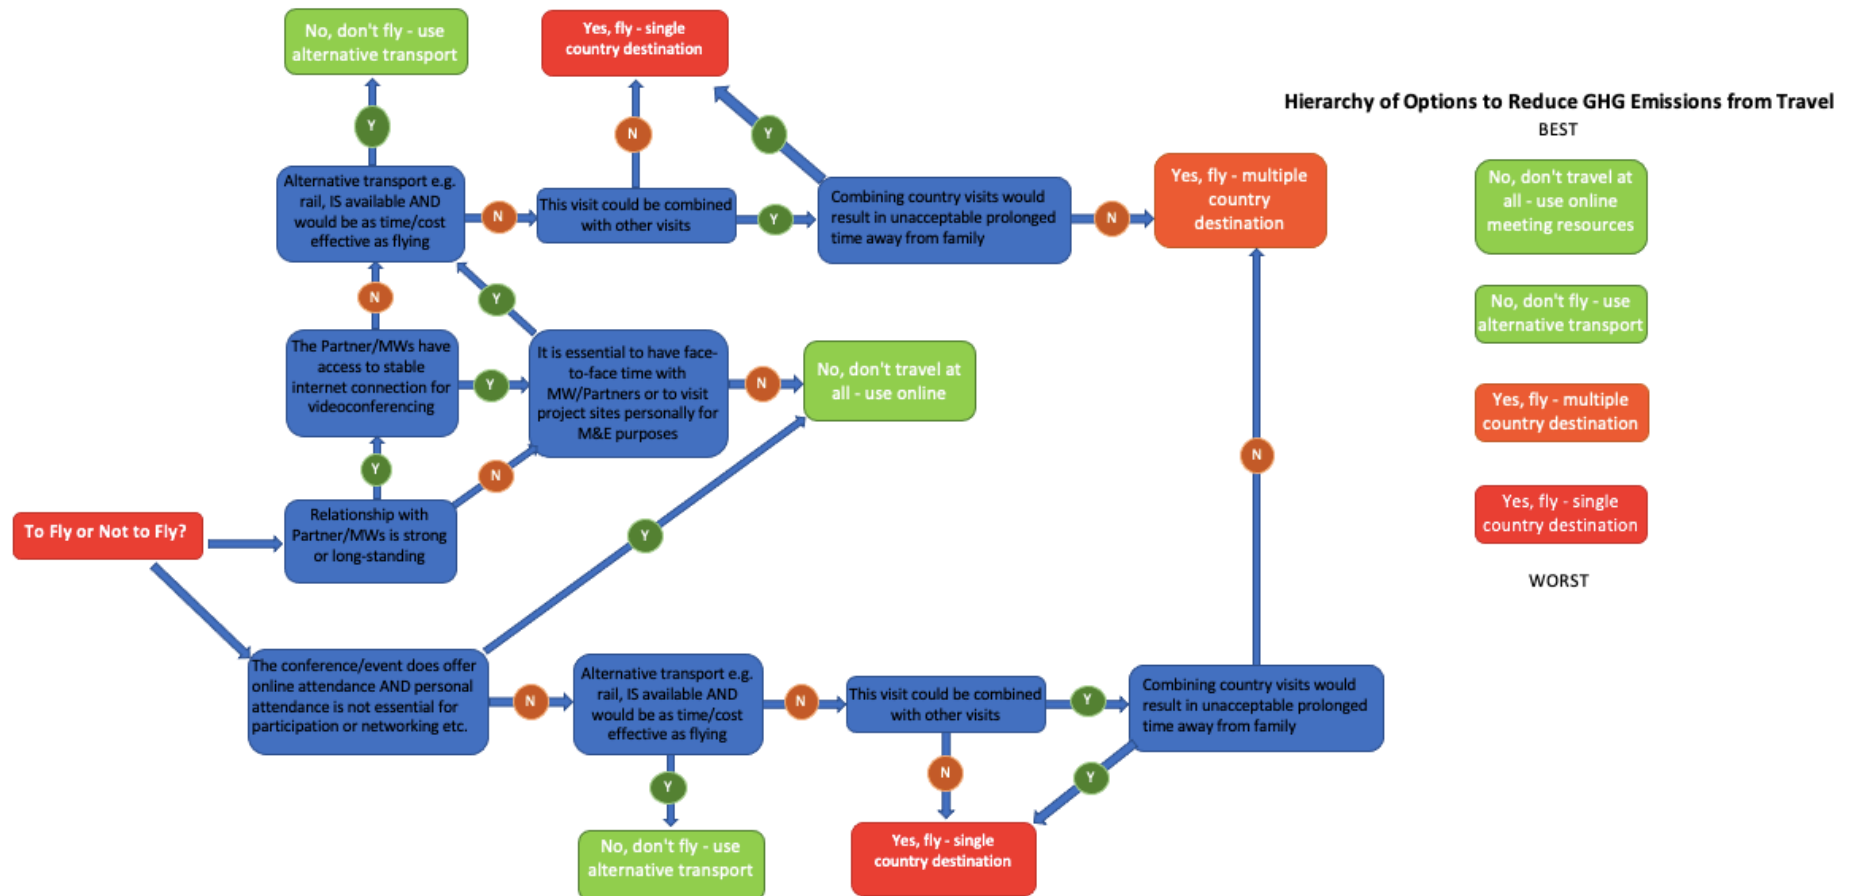 No, don't fly - use
alternative transport
Yes, fly - single
country destination
Hierarchy of Options to Reduce GHG Emissions from Travel
BEST
Y
N
Y
Alternative transport e.g.
rail, IS available AND
would be as time/cost
effective as flying
N
This visit could be combined
with other visits
Y
Combining country visits would
result in unacceptable prolonged
time away from family
N
Yes, fly - multiple
country
destination
No, don't travel at
all - use online
meeting resources
N
Y
No, don't fly - use
alternative transport
The Partner/MWs have
access to stable
internet connection for
videoconferencing
Y
It is essential to have face-
to-face time with
MW/Partners or to visit
project sites personally for
M&E purposes
N
No, don't travel at
all - use online
Yes, fly - multiple
country destination
Y
N
N
Yes, fly - single
country destination
To Fly or Not to Fly?
Relationship with
Partner/MWs is strong
or long-standing
Y
WORST
The conference/event does offer
online attendance AND personal
attendance is not essential for
participation or networking etc.
N
Alternative transport e.g.
rail, IS available AND
would be as time/cost
effective as flying
N
This visit could be combined
with other visits
Y
Combining country visits would
result in unacceptable prolonged
time away from family
Y
N
Y
No, don't fly - use
alternative transport
Yes, fly - single
country destination